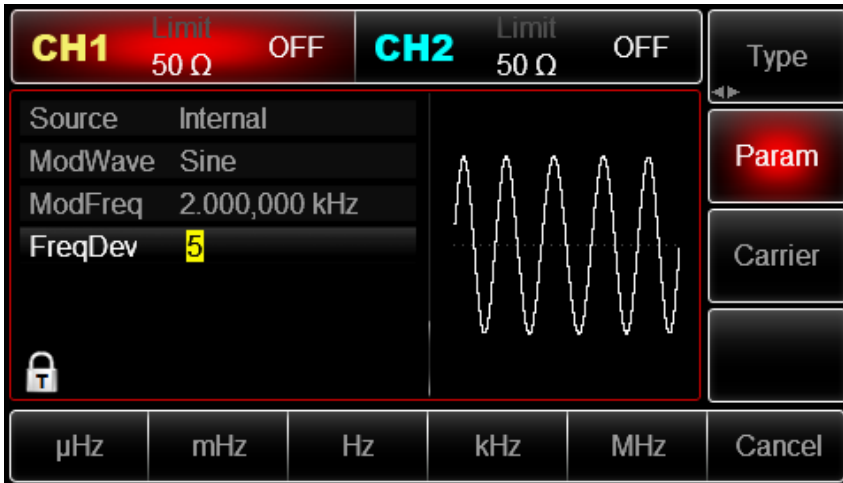 CH1 Limit 50 Ω OFF
CH2 Limit 50 Ω OFF
Type
Source Internal
ModWave Sine
ModFreq 2.000,000 kHz
FreqDev 5
T
Param
Carrier
µHz mHz Hz kHz MHz Cancel